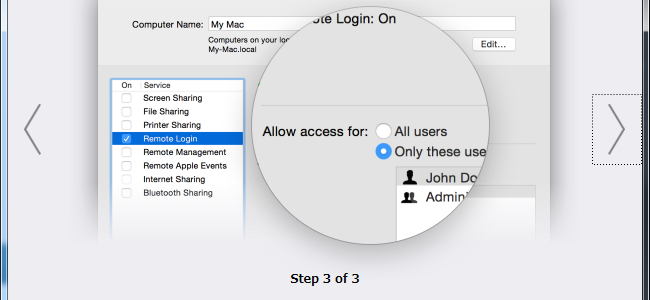 Computer Name: My Mac
Computers on your loc
My-Mac.local
Edit...
ote Login: On
On Service
Screen Sharing
File Sharing
Printer Sharing
Remote Login
Remote Management
Remote Apple Events
Internet Sharing
Bluetooth Sharing
Allow access for: All users
Only these use
John Do
Admini
Step 3 of 3